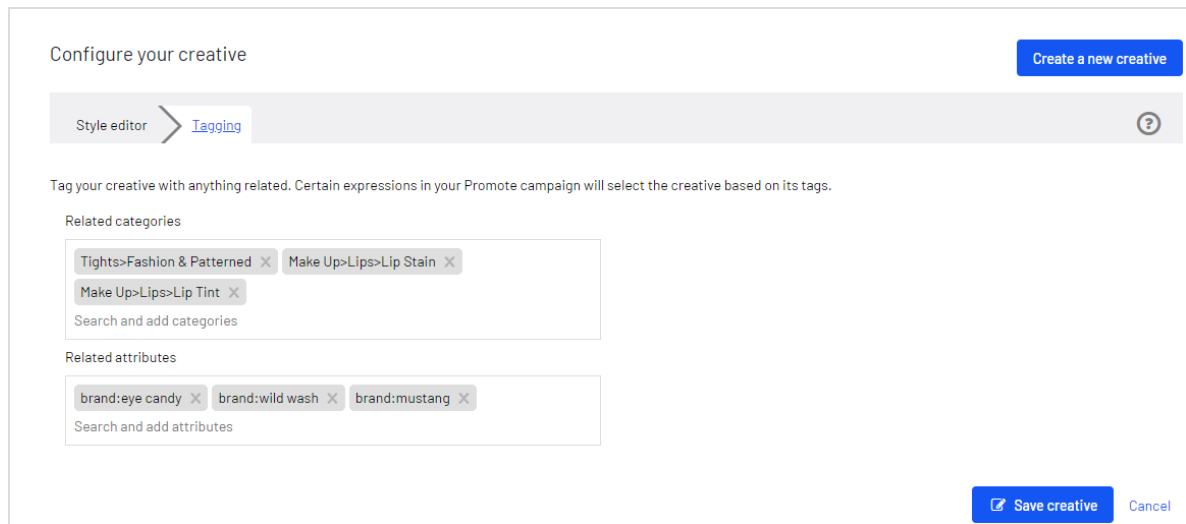 Configure your creative
Create a new creative
Style editor
Tagging
?
Tag your creative with anything related. Certain expressions in your Promote campaign will select the creative based on its tags.
Related categories
Tights>Fashion & Patterned X Make Up>Lips>Lip Stain X
Make Up>Lips>Lip Tint X
Search and add categories
Related attributes
brand:eye candy X brand:wild wash X brand:mustang X
Search and add attributes
Save creative
Cancel